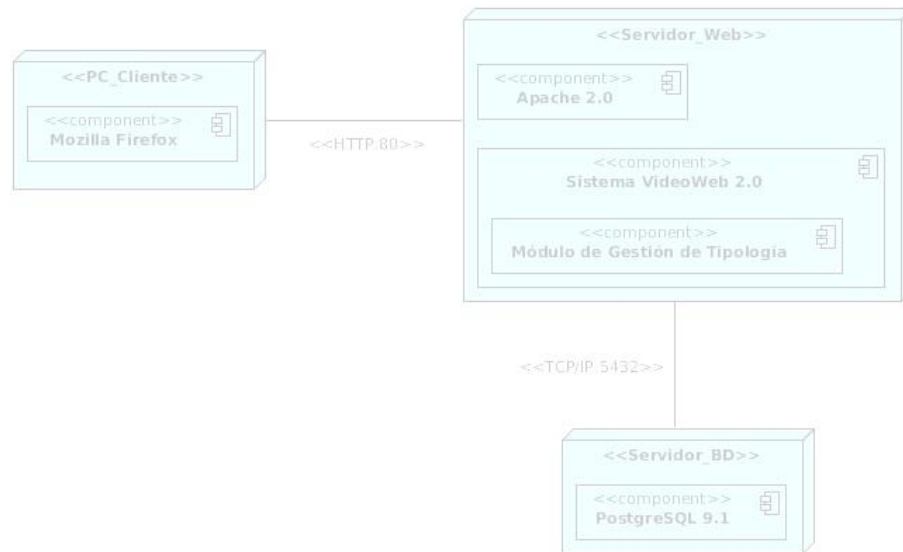 <<Servidor_Web>>
<<PC_Cliente>>
<<component>>
Mozilla Firefox
<<HTTP.80>>
<<component>>
Apache 2.0
<<component>>
Sistema VideoWeb 2.0
<<component>>
Módulo de Gestión de Tipología
<<TCP/IP.5432>>
<<Servidor_BD>>
<<component>>
PostgreSQL 9.1